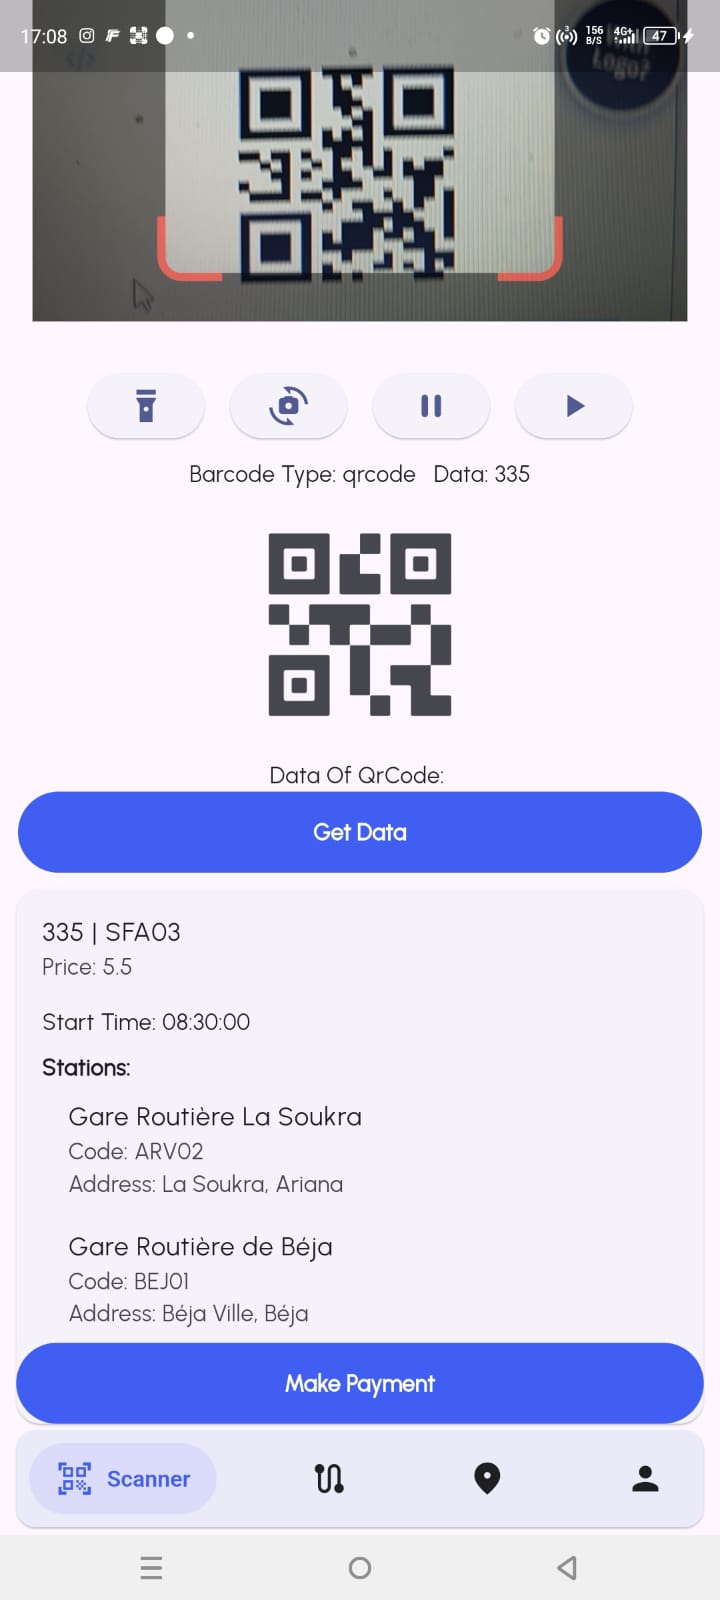 17:08
156
B/S
4G+
47
Logo?
Barcode Type: qrcode Data: 335
Data Of QrCode:
Get Data
335 | SFA03
Price: 5.5
Start Time: 08:30:00
Stations:
Gare Routière La Soukra
Code: ARV02
Address: La Soukra, Ariana
Gare Routière de Béja
Code: BEJ01
Address: Béja Ville, Béja
Make Payment
Scanner